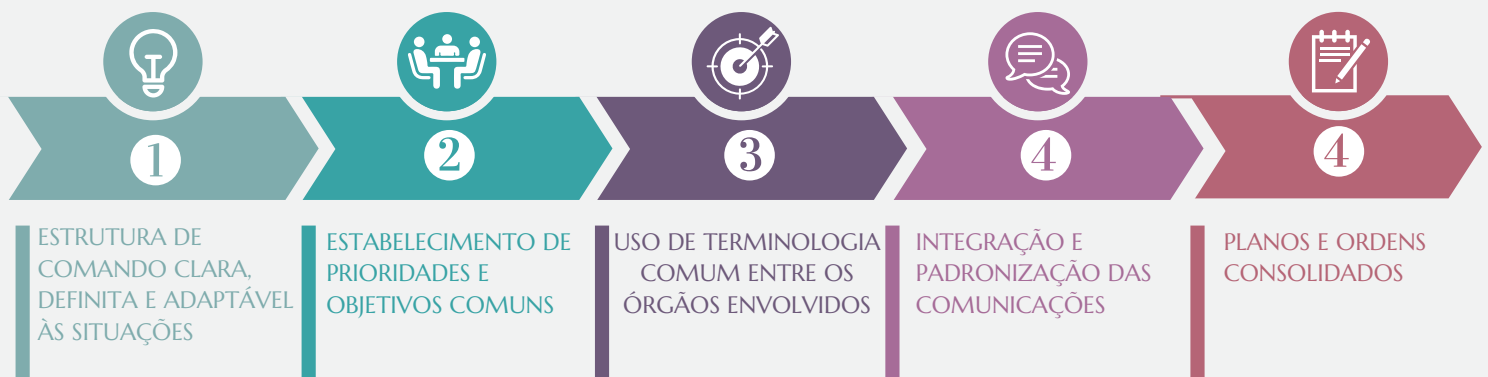 1
2
3
4
4
ESTRUTURA DE
COMANDO CLARA,
DEFINITA E ADAPTÁVEL
ÀS SITUAÇÕES
ESTABELECIMENTO DE
PRIORIDADES E
OBJETIVOS COMUNS
USO DE TERMINOLOGIA
COMUM ENTRE OS
ÓRGÃOS ENVOLVIDOS
INTEGRAÇÃO E
PADRONIZAÇÃO DAS
COMUNICAÇÕES
PLANOS E ORDENS
CONSOLIDADOS